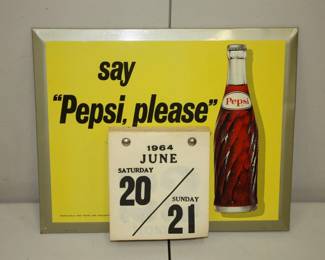 say
"Pepsi, please"
Pepsi
1964
JUNE
SATURDAY
20
SUNDAY
21